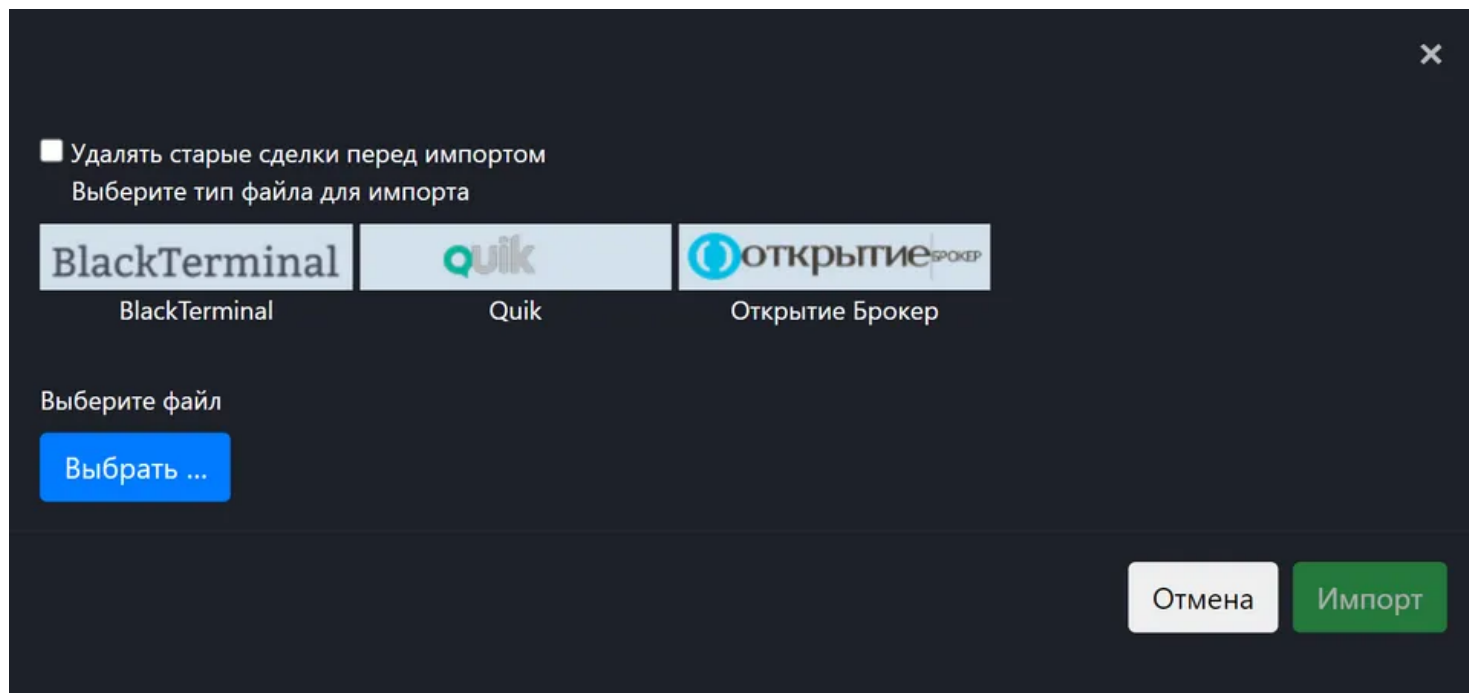 ×
Удалять старые сделки перед импортом
Выберите тип файла для импорта
BlackTerminal quik открытие БРОКЕР
BlackTerminal Quik Открытие Брокер
Выберите файл
Выбрать ...
Отмена Импорт